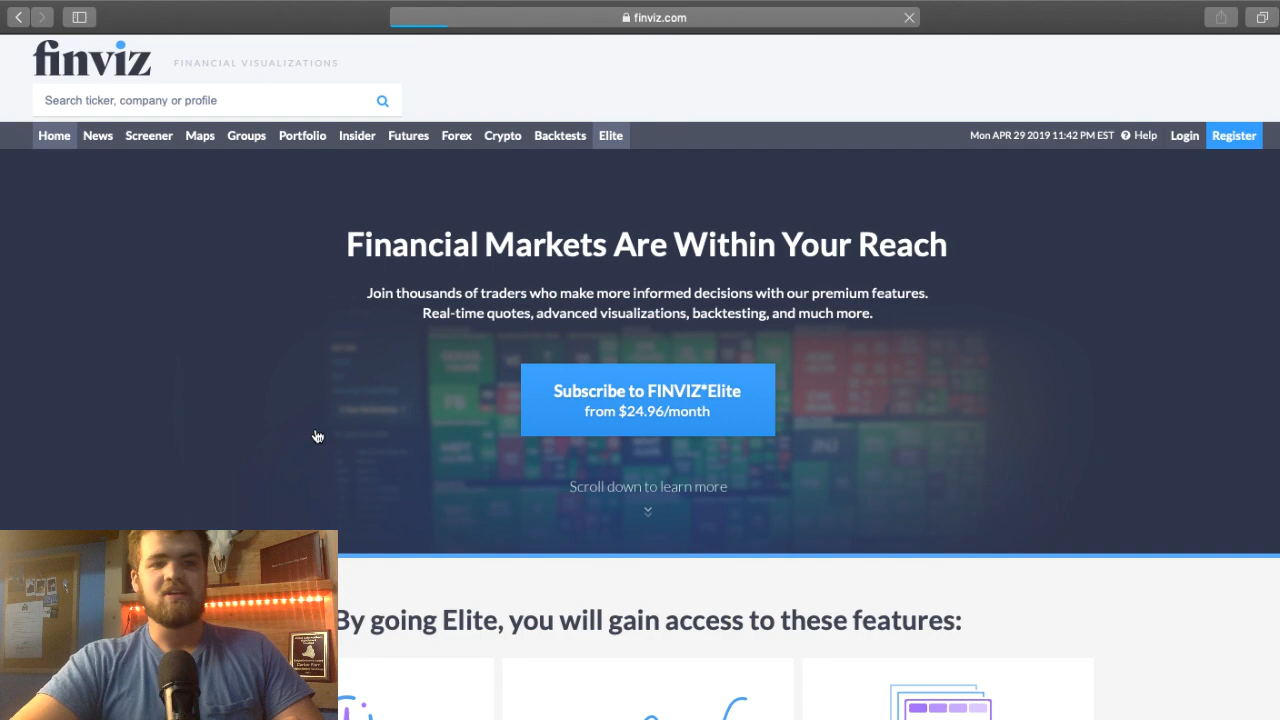 finviz.com
finviz
FINANCIAL VISUALIZATIONS
Search ticker, company or profile
Home News Screener Maps Groups Portfolio Insider Futures Forex Crypto Backtests Elite Mon APR 29 2019 11:42 PM EST Help Login Register
Financial Markets Are Within Your Reach
Join thousands of traders who make more informed decisions with our premium features.
Real-time quotes, advanced visualizations, backtesting, and much more.
Subscribe to FINVIZ*Elite
from $24.96/month
Scroll down to learn more
By going Elite, you will gain access to these features: